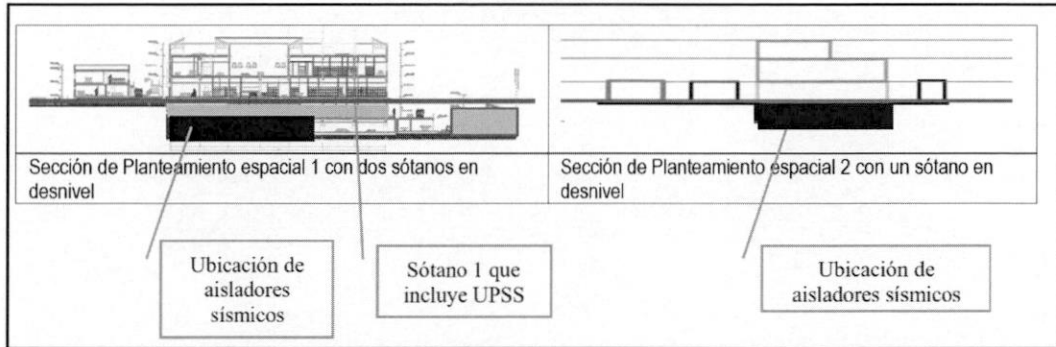 Sección de Planteamiento espacial 1 con dos sótanos en
desnivel
Sección de Planteamiento espacial 2 con un sótano en
desnivel
Ubicación de
aisladores
sísmicos
Sótano 1 que
incluye UPSS
Ubicación de
aisladores sísmicos